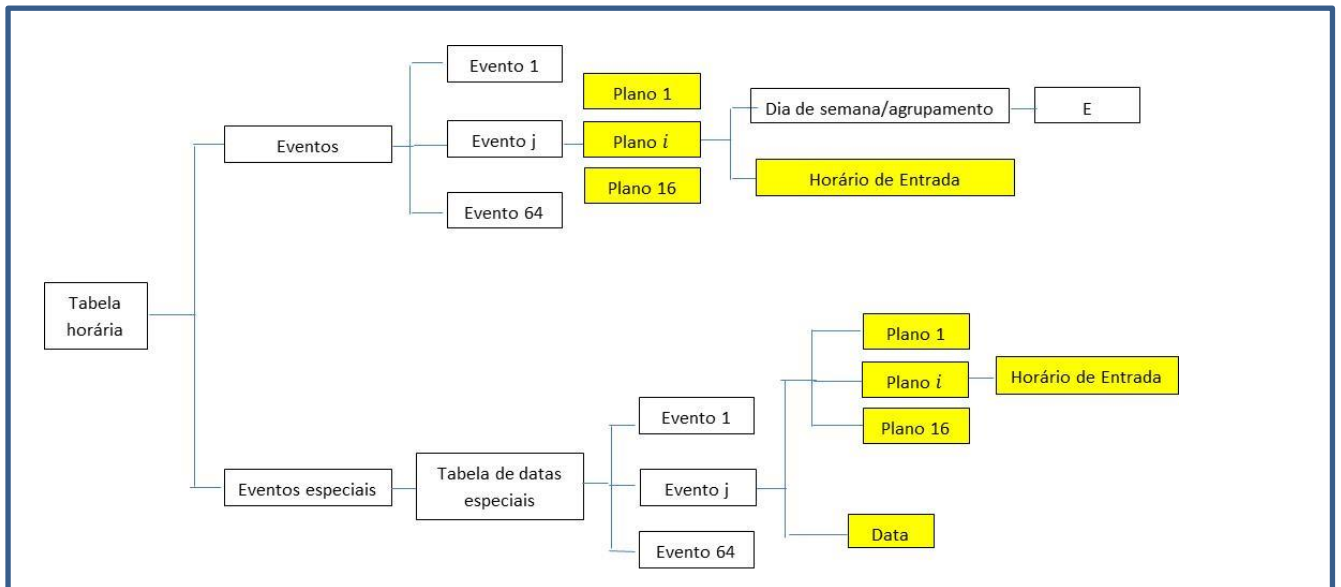 Evento 1
Plano 1
Dia de semana/agrupamento
E
Eventos
Evento j
Plano i
Horário de Entrada
Plano 16
Evento 64
Tabela
horária
Plano 1
Plano i
Horário de Entrada
Plano 16
Evento 1
Eventos especiais
Tabela de datas
especiais
Evento j
Data
Evento 64